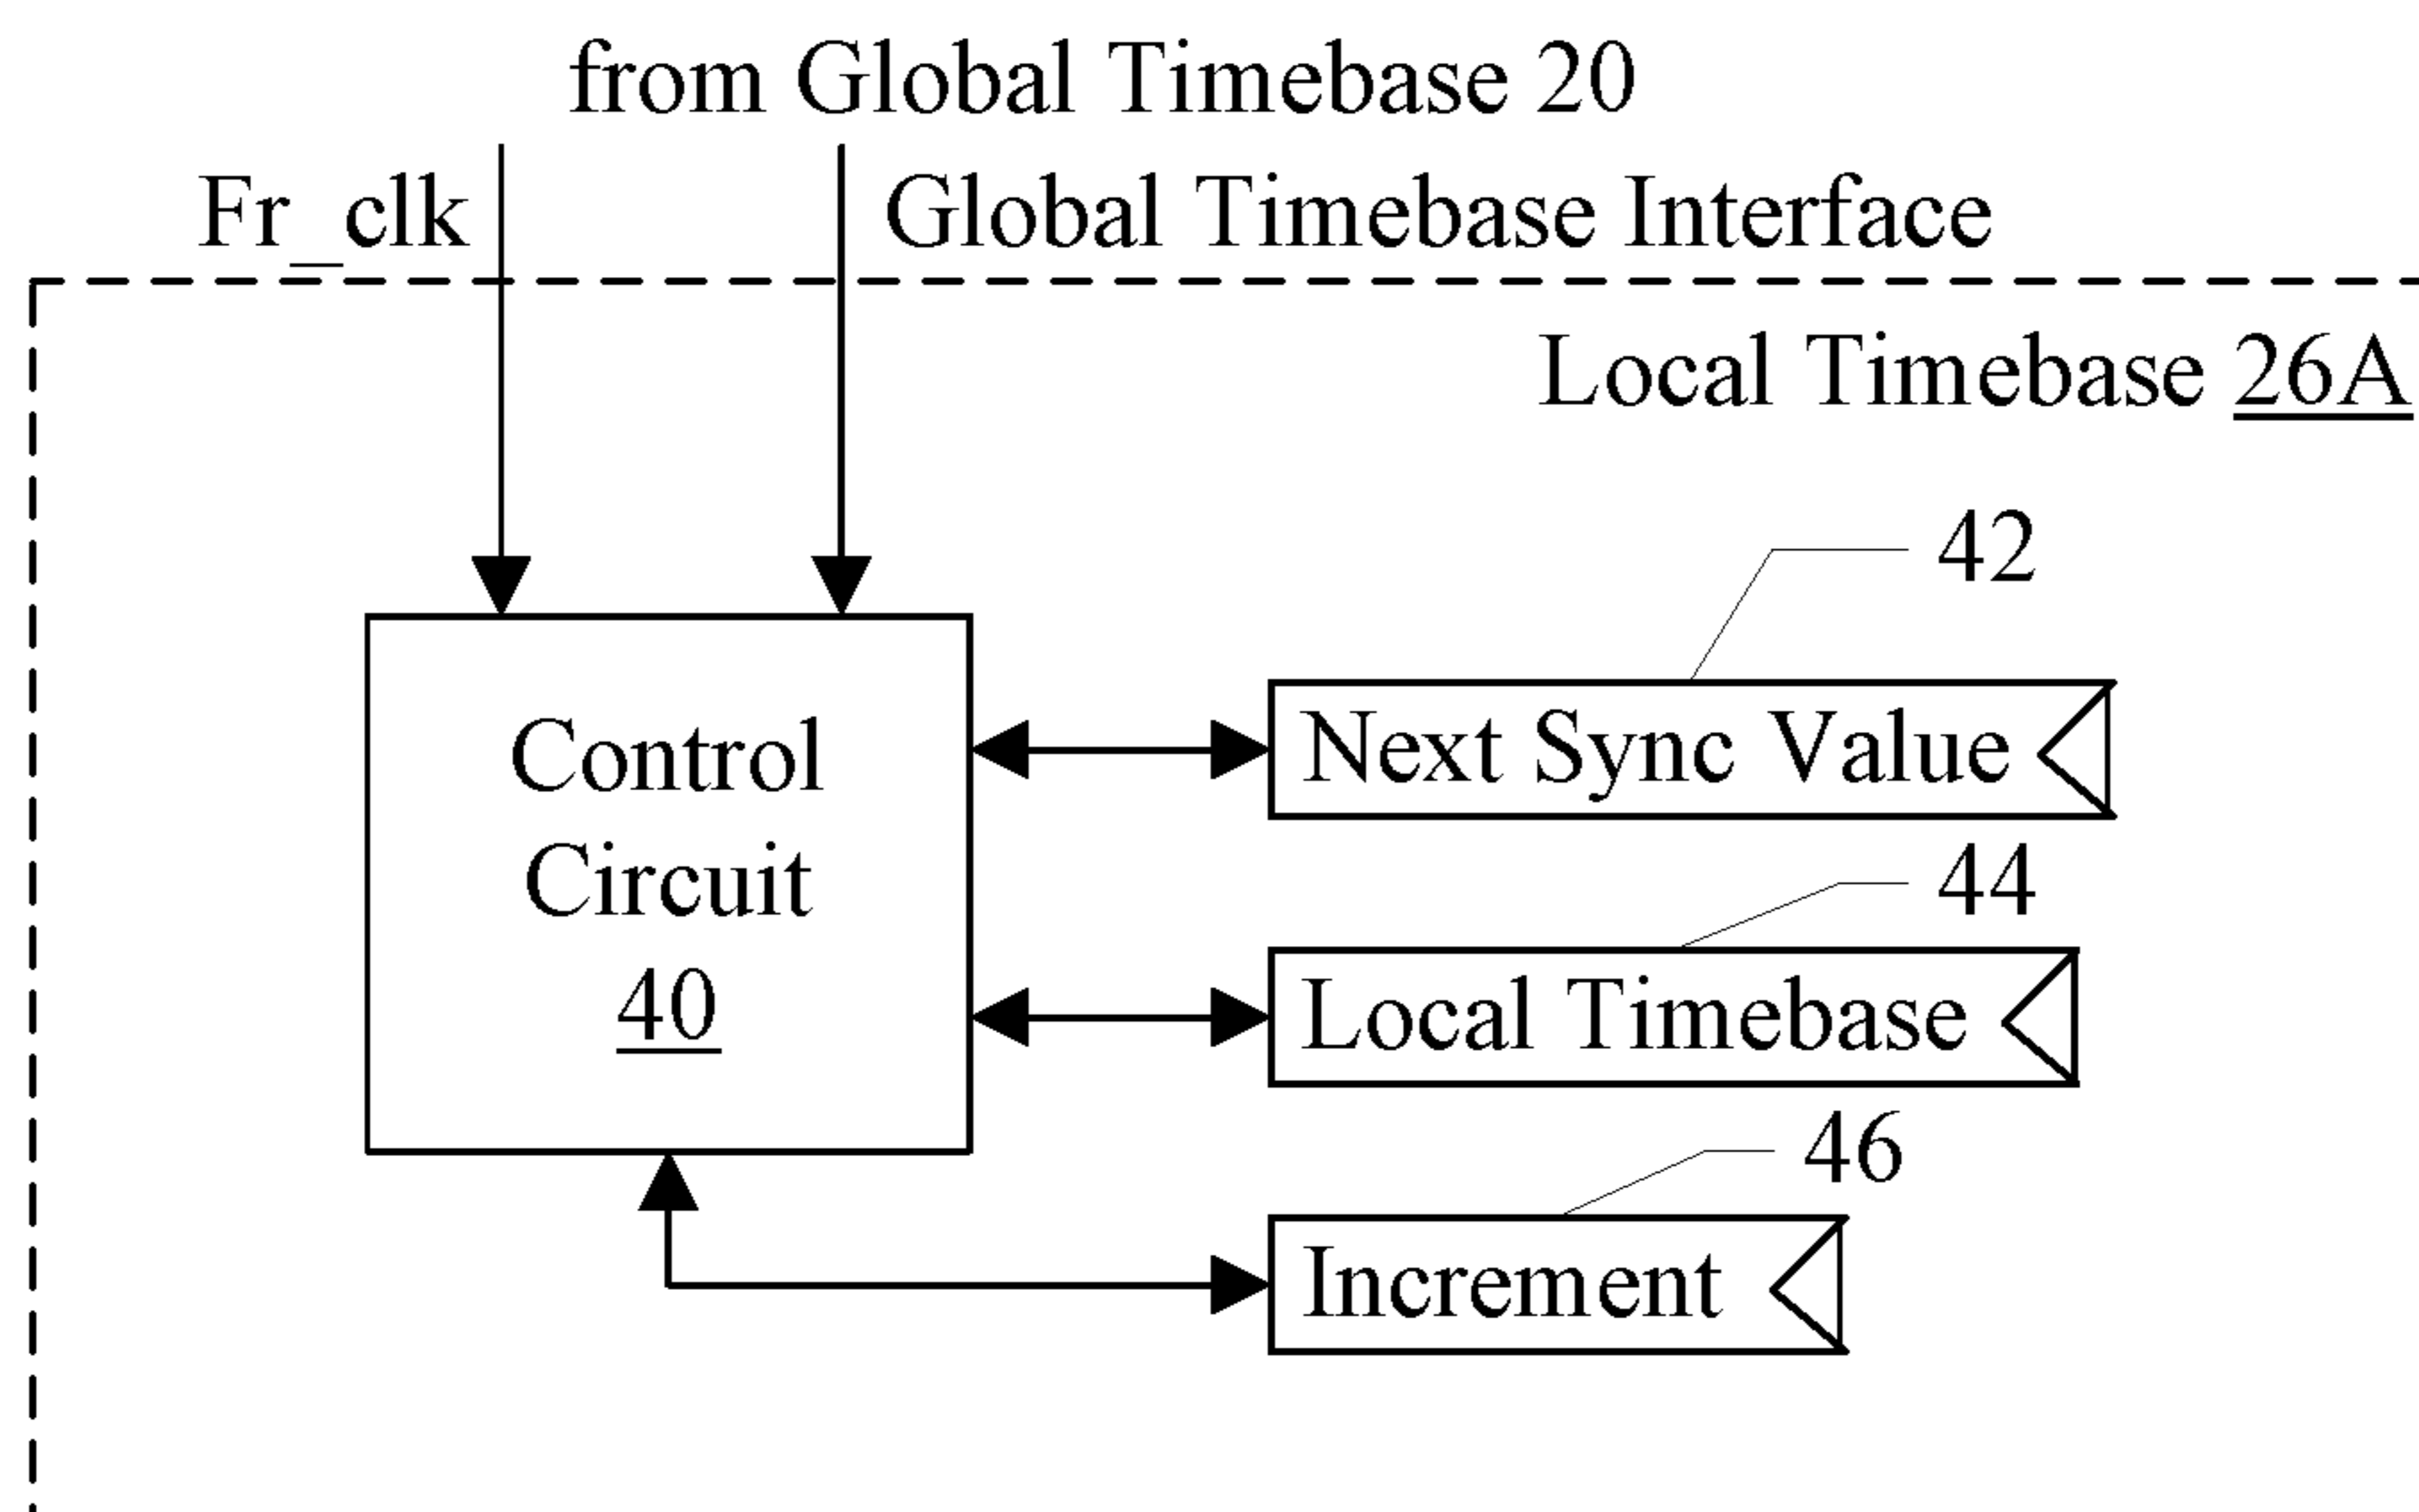 from Global Timebase 20
Fr_clk
Global Timebase Interface
Local Timebase 26A
42
Next Sync Value
Control
Circuit
40
44
Local Timebase
46
Increment